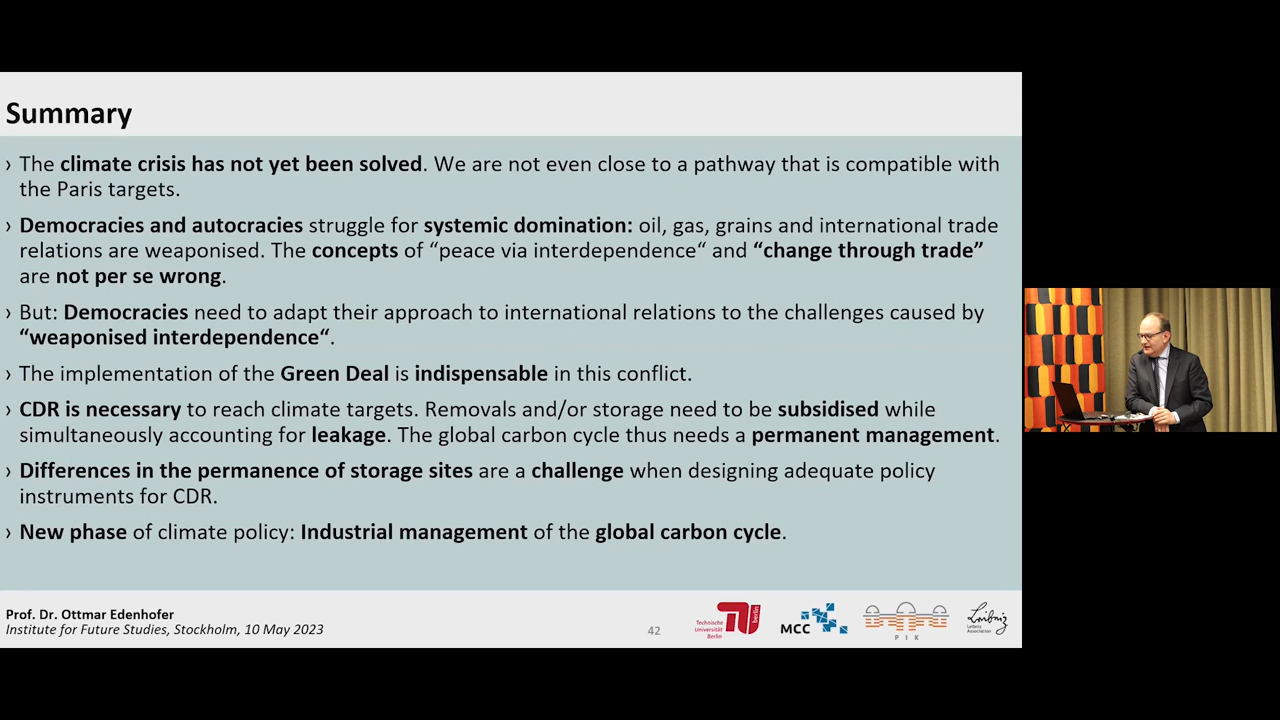 Summary
› The climate crisis has not yet been solved. We are not even close to a pathway that is compatible with
the Paris targets.
› Democracies and autocracies struggle for systemic domination: oil, gas, grains and international trade
relations are weaponised. The concepts of “peace via interdependence“ and “change through trade”
are not per se wrong.
› But: Democracies need to adapt their approach to international relations to the challenges caused by
“weaponised interdependence“.
› The implementation of the Green Deal is indispensable in this conflict.
› CDR is necessary to reach climate targets. Removals and/or storage need to be subsidised while
simultaneously accounting for leakage. The global carbon cycle thus needs a permanent management.
› Differences in the permanence of storage sites are a challenge when designing adequate policy
instruments for CDR.
› New phase of climate policy: Industrial management of the global carbon cycle.
Prof. Dr. Ottmar Edenhofer
Institute for Future Studies, Stockholm, 10 May 2023
42
Technische
Universität
Berlin
berlin
MCC
PIK
Leibniz
Leibniz
Association